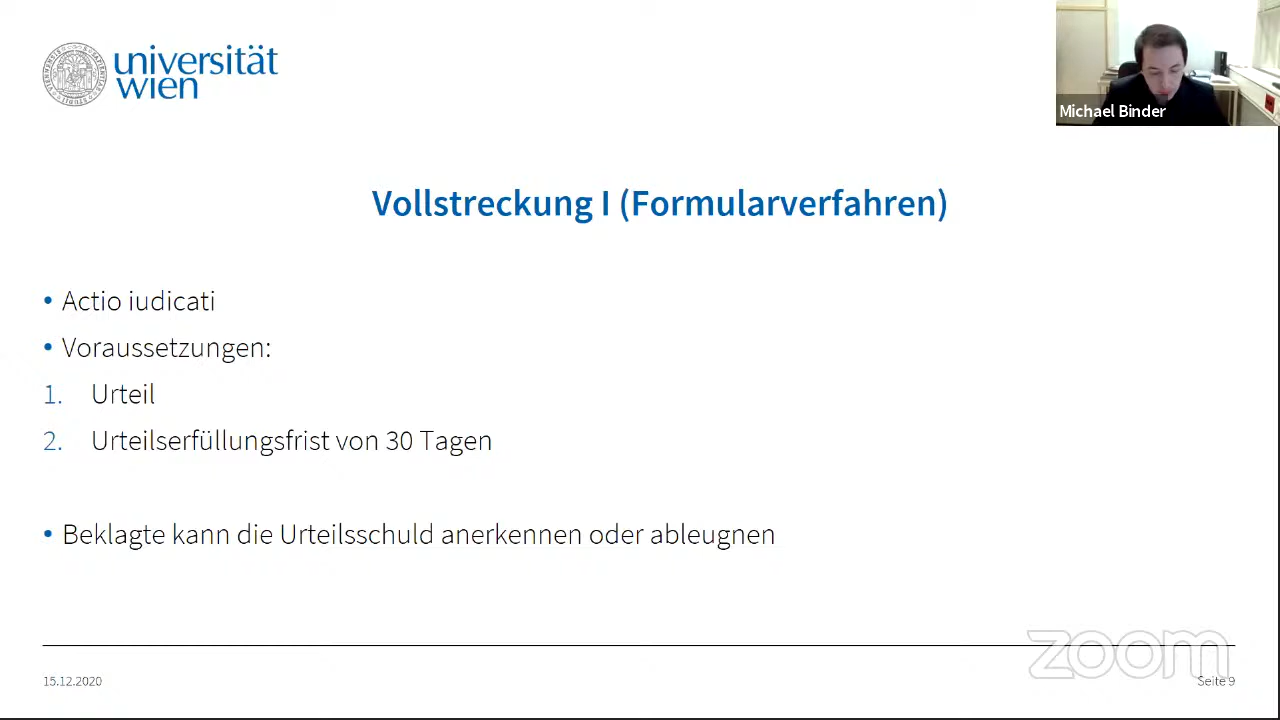 universität
wien
Michael Binder
Vollstreckung I (Formularverfahren)
• Actio iudicati
• Voraussetzungen:
1. Urteil
2. Urteilserfüllungsfrist von 30 Tagen
• Beklagte kann die Urteilsschuld anerkennen oder ableugnen
zoom
15.12.2020
Seite 9